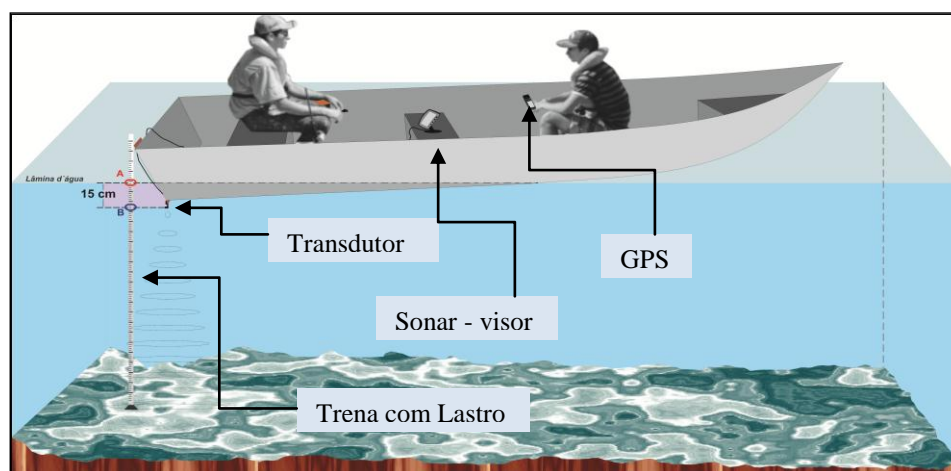 A
Lâmina d´água
15 cm
B
Transdutor
GPS
Sonar - visor
Trena com Lastro